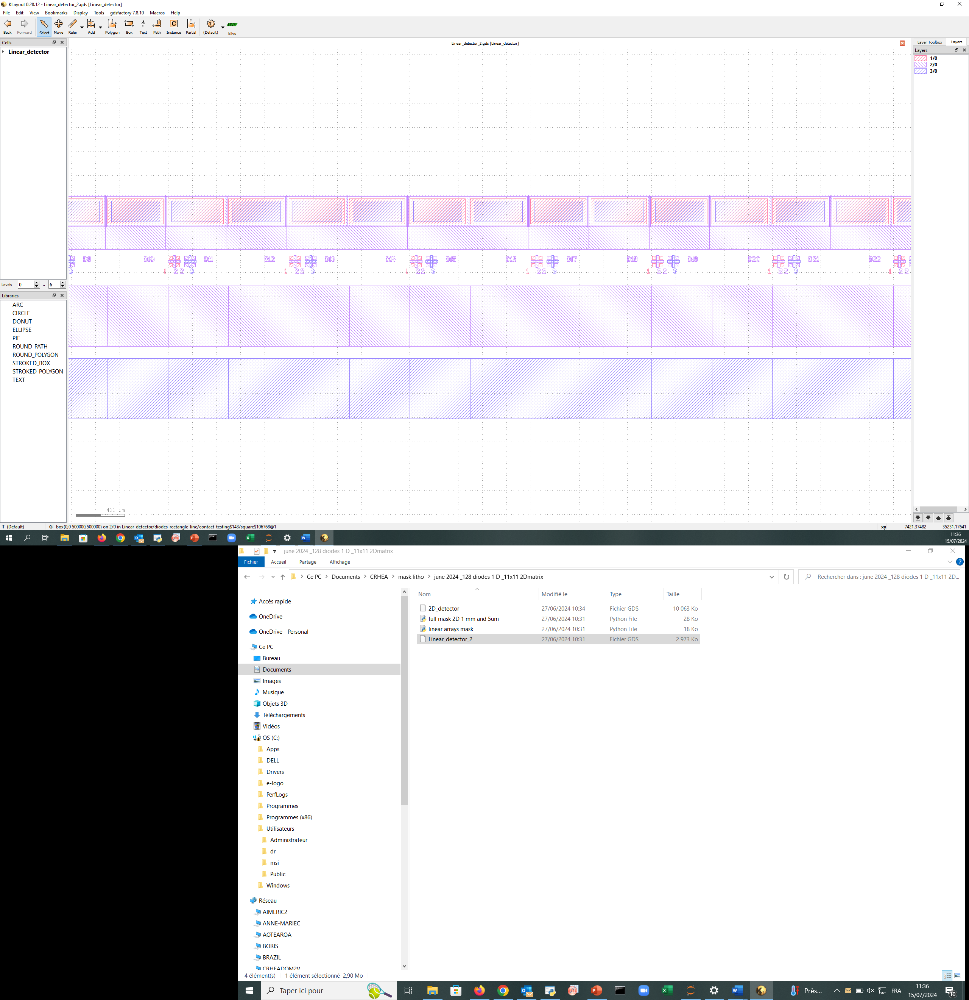 KLayout 0.28.12 - Linear_detector_2.gds [Linear_detector]
File Edit View Bookmarks Display Tools gdsfactory 7.8.10 Macros Help
Back Forward Select Move Ruler Add Polygon Box Text Path Instance Partial (Default) klive
LIVE
Cells
Linear_detector_2.gds [Linear_detector]
Layer Toolbox Layers
Linear_detector
Layers
1/0
2/0
3/0
D9 D10 D11 D12 D13 D14 D15 D16 D17 D18 D19 D20 D21 D22
3 1 2 2 3 1 2 2 3 1 2 2 3 1 2 2 3 1 2 2 3 1 2 2 3 1 2 2
Levels 0 .. 6
Libraries
ARC
CIRCLE
DONUT
ELLIPSE
PIE
ROUND_PATH
ROUND_POLYGON
STROKED_BOX
STROKED_POLYGON
TEXT
400 µm
T (Default) G box(0,0 500000,500000) on 2/0 in Linear_detector/diodes_rectangle_line/contact_testing$143/square$106768@1 xy 7421.37482 35231.17641
11:36
15/07/2024
june 2024 _128 diodes 1 D _11x11 2Dmatrix
Fichier Accueil Partage Affichage
Ce PC Documents CRHEA mask litho june 2024 _128 diodes 1 D _11x11 2Dmatrix
Rechercher dans : june 2024 _128 diodes 1 D _11x11 2D...
Nom Modifié le Type Taille
2D_detector 27/06/2024 10:34 Fichier GDS 10 063 Ko
full mask 2D 1 mm and 5um 27/06/2024 10:31 Python File 28 Ko
linear arrays mask 27/06/2024 10:31 Python File 18 Ko
Linear_detector_2 27/06/2024 10:31 Fichier GDS 2 973 Ko
Accès rapide
OneDrive
OneDrive - Personal
Ce PC
Bureau
Documents
Images
Musique
Objets 3D
Téléchargements
Vidéos
OS (C:)
Apps
DELL
Drivers
e-logo
PerfLogs
Programmes
Programmes (x86)
Utilisateurs
Administrateur
dr
msi
Public
Windows
Réseau
AIMERIC2
ANNE-MARIEC
AOTEAROA
BORIS
BRAZIL
CRHEADOM2V
4 élément(s) 1 élément sélectionné 2,90 Mo
Taper ici pour
Près... FRA
11:36
15/07/2024
10